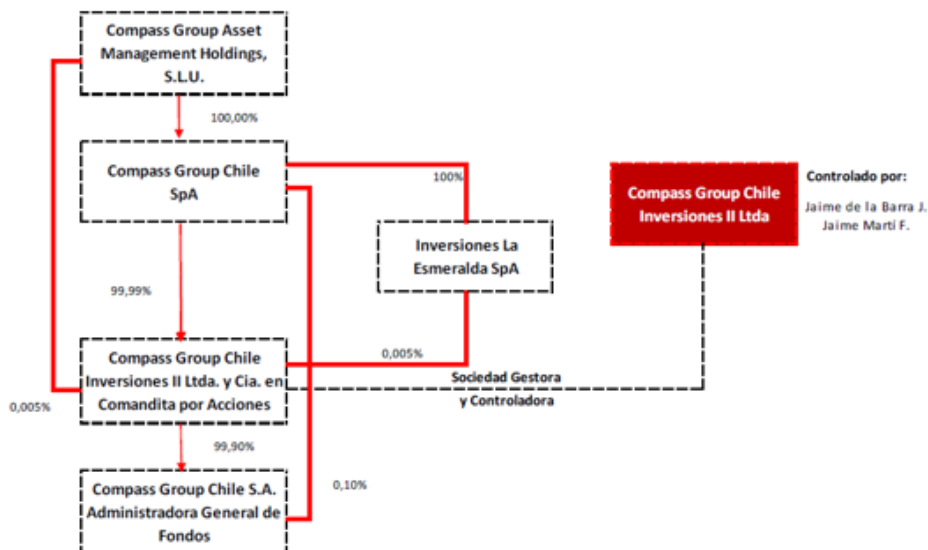 Compass Group Asset
Management Holdings,
S.L.U.
100,00%
Compass Group Chile
SpA
100%
Compass Group Chile
Inversiones II Ltda
Controlado por:
Jaime de la Barra J.
Jaime Martí F.
Inversiones La
Esmeralda SpA
99,99%
0,005%
Compass Group Chile
Inversiones II Ltda. y Cia. en
Comandita por Acciones
Sociedad Gestora
y Controladora
0,005%
99,90%
Compass Group Chile S.A.
Administradora General de
Fondos
0,10%